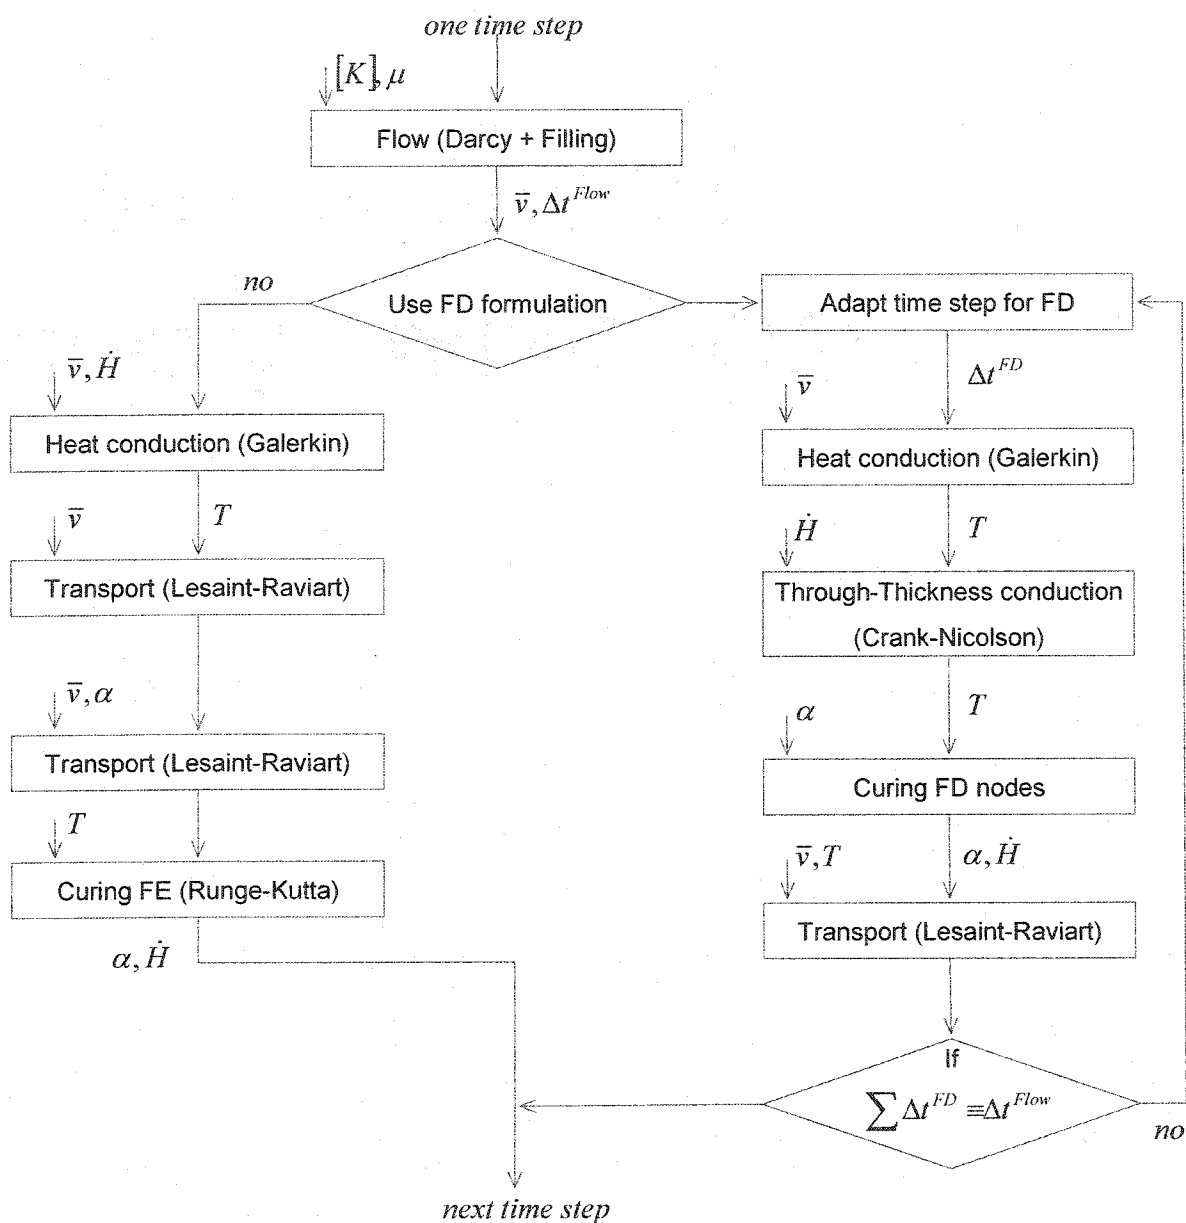 one time step
[K], μ
Flow (Darcy + Filling)
v̄, Δt^Flow
Use FD formulation
no
Adapt time step for FD
v̄, Ḣ
Δt^FD
v̄
Heat conduction (Galerkin)
Heat conduction (Galerkin)
v̄
T
Ḣ
T
Transport (Lesaint-Raviart)
Through-Thickness conduction
(Crank-Nicolson)
v̄, α
α
T
Transport (Lesaint-Raviart)
Curing FD nodes
T
v̄, T
α, Ḣ
Curing FE (Runge-Kutta)
Transport (Lesaint-Raviart)
α, Ḣ
If
∑ Δt^FD ≡ Δt^Flow
no
next time step